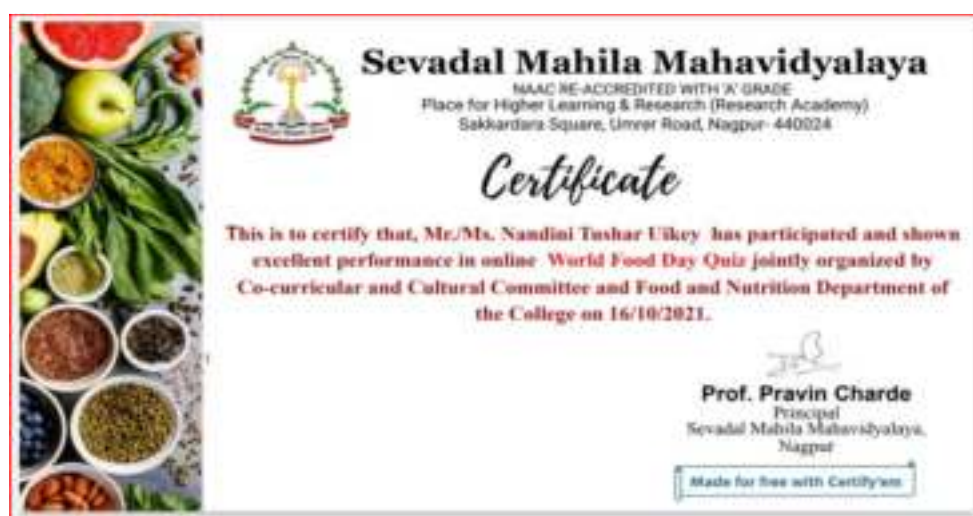 Sevadal Mahila Mahavidyalaya
NAAC RE-ACCREDITED WITH 'A' GRADE
Place for Higher Learning & Research (Research Academy)
Sakkardara Square, Umrer Road, Nagpur- 440024
Certificate
This is to certify that, Mr./Ms. Nandini Tushar Uikey has participated and shown
excellent performance in online World Food Day Quiz jointly organized by
Co-curricular and Cultural Committee and Food and Nutrition Department of
the College on 16/10/2021.
Prof. Pravin Charde
Principal
Sevadal Mahila Mahavidyalaya,
Nagpur
Made for free with Certify'em